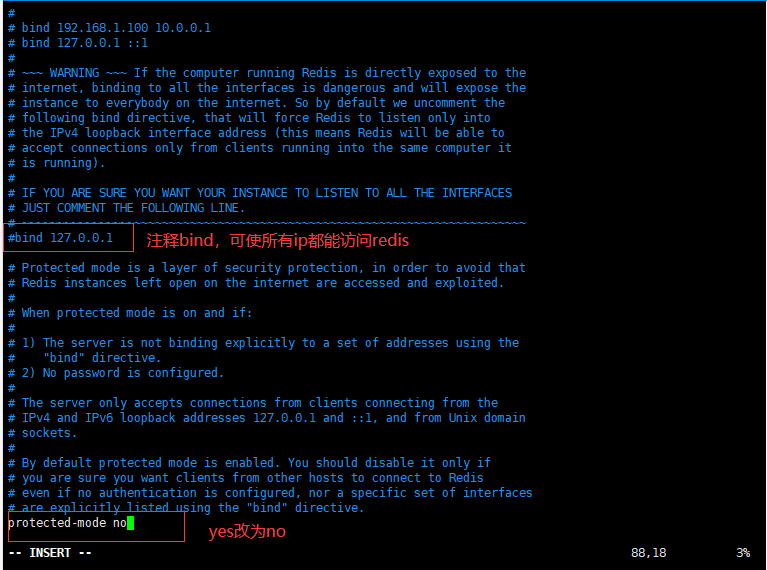 #
# bind 192.168.1.100 10.0.0.1
# bind 127.0.0.1 ::1
#
# ~~~ WARNING ~~~ If the computer running Redis is directly exposed to the
# internet, binding to all the interfaces is dangerous and will expose the
# instance to everybody on the internet. So by default we uncomment the
# following bind directive, that will force Redis to listen only into
# the IPv4 loopback interface address (this means Redis will be able to
# accept connections only from clients running into the same computer it
# is running).
#
# IF YOU ARE SURE YOU WANT YOUR INSTANCE TO LISTEN TO ALL THE INTERFACES
# JUST COMMENT THE FOLLOWING LINE.
# ~~~~~~~~~~~~~~~~~~~~~~~~~~~~~~~~~~~~~~~~~~~~~~~~~~~~~~~~~~~~~~~~~~~~~~~~
#bind 127.0.0.1 注释bind，可使所有ip都能访问redis
# Protected mode is a layer of security protection, in order to avoid that
# Redis instances left open on the internet are accessed and exploited.
#
# When protected mode is on and if:
#
# 1) The server is not binding explicitly to a set of addresses using the
#    "bind" directive.
# 2) No password is configured.
#
# The server only accepts connections from clients connecting from the
# IPv4 and IPv6 loopback addresses 127.0.0.1 and ::1, and from Unix domain
# sockets.
#
# By default protected mode is enabled. You should disable it only if
# you are sure you want clients from other hosts to connect to Redis
# even if no authentication is configured, nor a specific set of interfaces
# are explicitly listed using the "bind" directive.
protected-mode no yes改为no
-- INSERT -- 88,18 3%